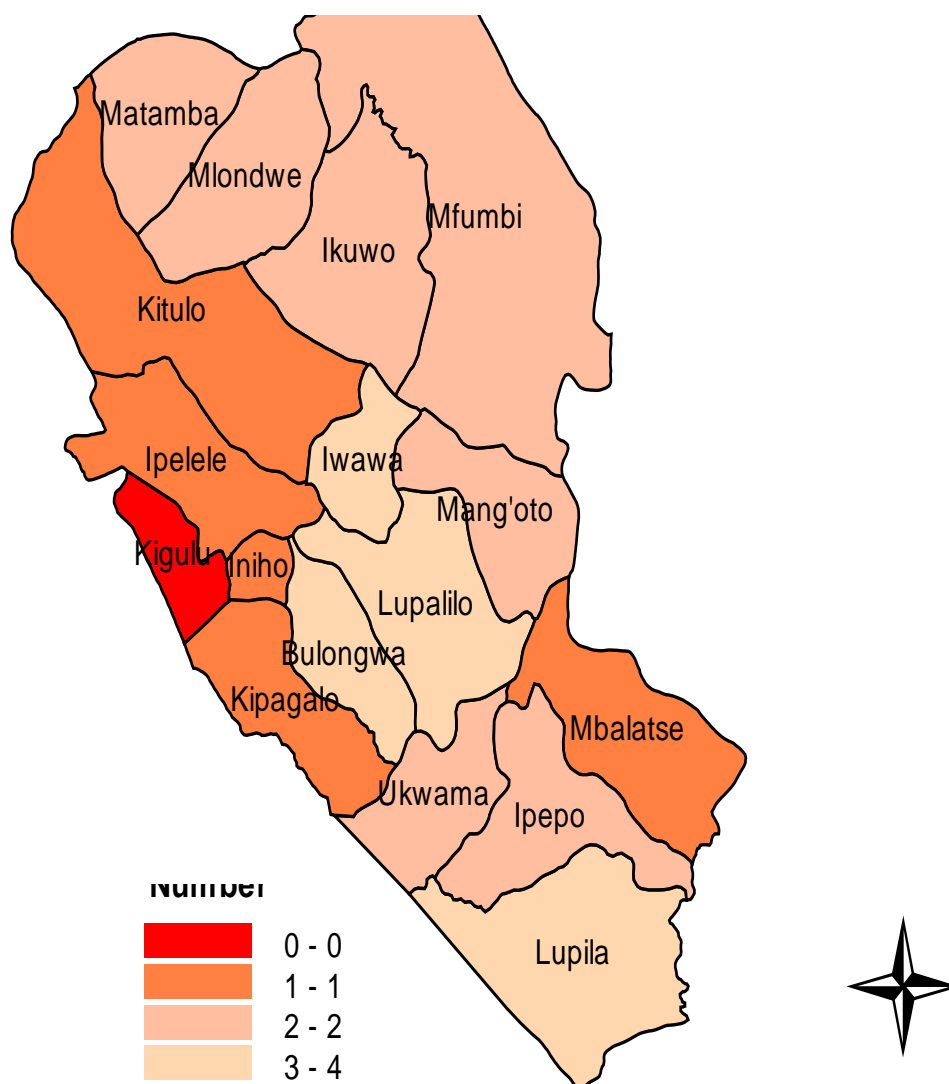 Matamba
Mlondwe
Mfumbi
Ikuwo
Kitulo
Ipelele
Iwawa
Mang'oto
Kigulu
Iniho
Lupalilo
Bulongwa
Kipagalo
Mbalatse
Ukwama
Ipepo
Lupila
Number
0 - 0
1 - 1
2 - 2
3 - 4